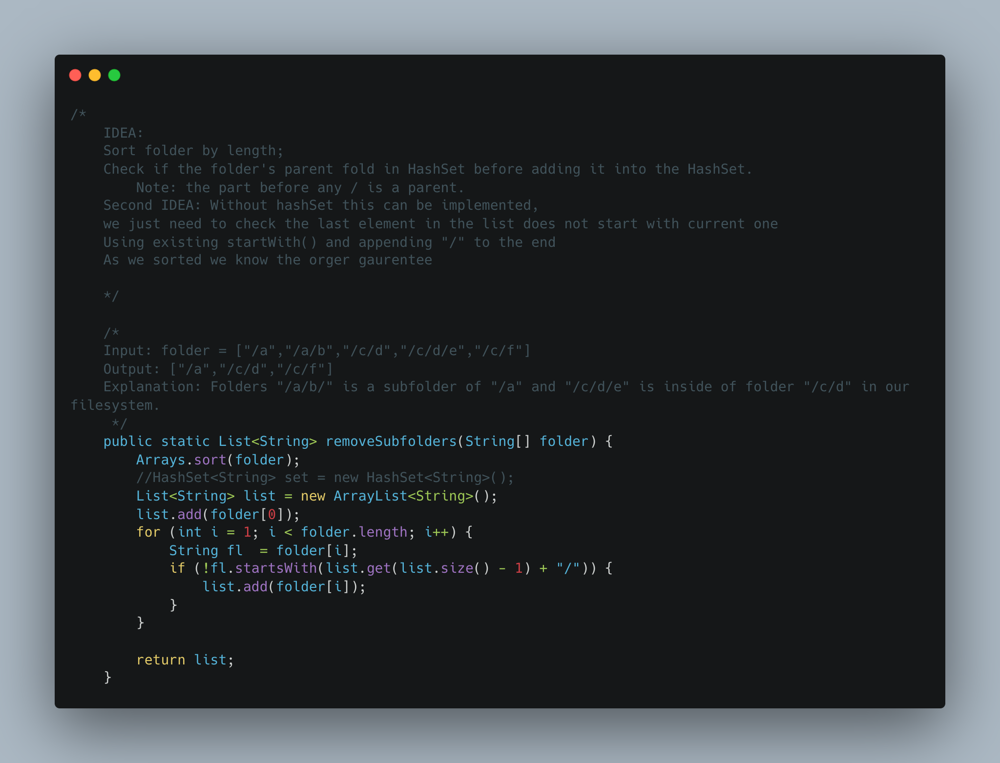 /*
    IDEA:
    Sort folder by length;
    Check if the folder's parent fold in HashSet before adding it into the HashSet.
        Note: the part before any / is a parent.
    Second IDEA: Without hashSet this can be implemented,
    we just need to check the last element in the list does not start with current one
    Using existing startWith() and appending "/" to the end
    As we sorted we know the orger gaurentee

    */

    /*
    Input: folder = ["/a","/a/b","/c/d","/c/d/e","/c/f"]
    Output: ["/a","/c/d","/c/f"]
    Explanation: Folders "/a/b/" is a subfolder of "/a" and "/c/d/e" is inside of folder "/c/d" in our
filesystem.
     */
    public static List<String> removeSubfolders(String[] folder) {
        Arrays.sort(folder);
        //HashSet<String> set = new HashSet<String>();
        List<String> list = new ArrayList<String>();
        list.add(folder[0]);
        for (int i = 1; i < folder.length; i++) {
            String fl  = folder[i];
            if (!fl.startsWith(list.get(list.size() - 1) + "/")) {
                list.add(folder[i]);
            }
        }

        return list;
    }